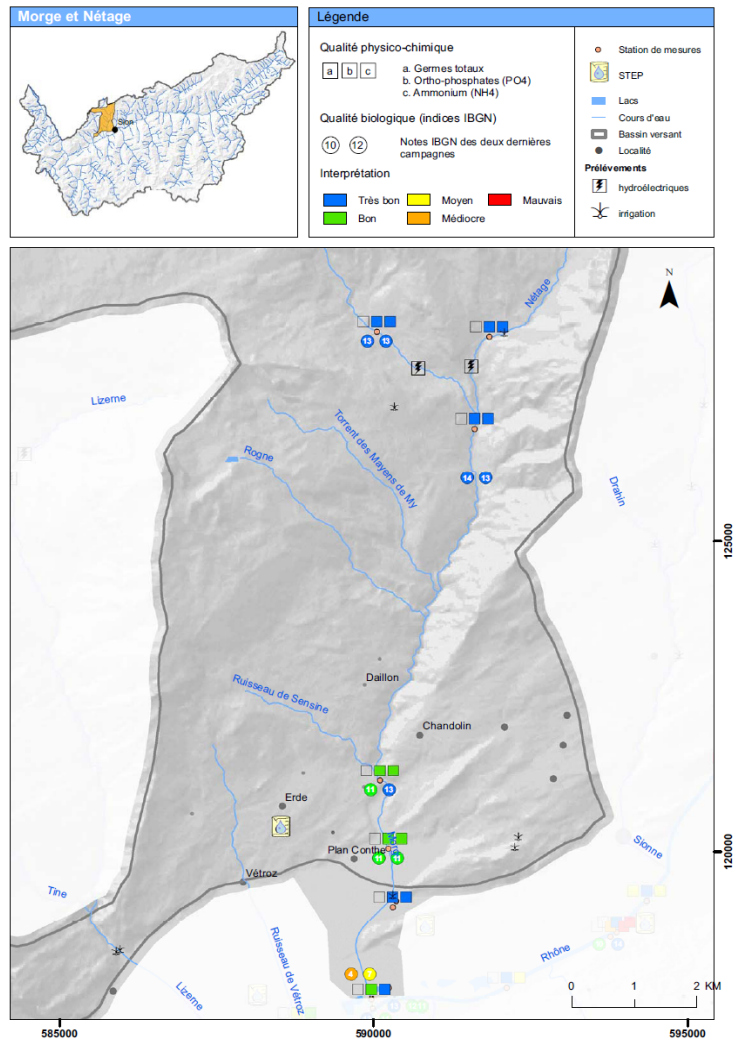 Morge et Nétage
Sion
Légende
Qualité physico-chimique
a b c
a. Germes totaux
b. Ortho-phosphates (PO4)
c. Ammonium (NH4)
Qualité biologique (indices IBGN)
10 12
Notes IBGN des deux dernières
campagnes
Interprétation
Très bon
Moyen
Mauvais
Bon
Médiocre
Station de mesures
STEP
Lacs
Cours d'eau
Bassin versant
Localité
Prélévements
hydroélectriques
irrigation
N
Nétage
13 13
Lizerne
Torrent des Mayens de My
Rogne
14 13
Drahin
125000
Daillon
Ruisseau de Sensine
Chandolin
11 13
Erde
Plan Conthe
11 11
120000
Sionne
Vétroz
Tine
Ruisseau de Vétroz
Lizerne
Rhône
4 7
0 1 2 KM
585000
590000
595000